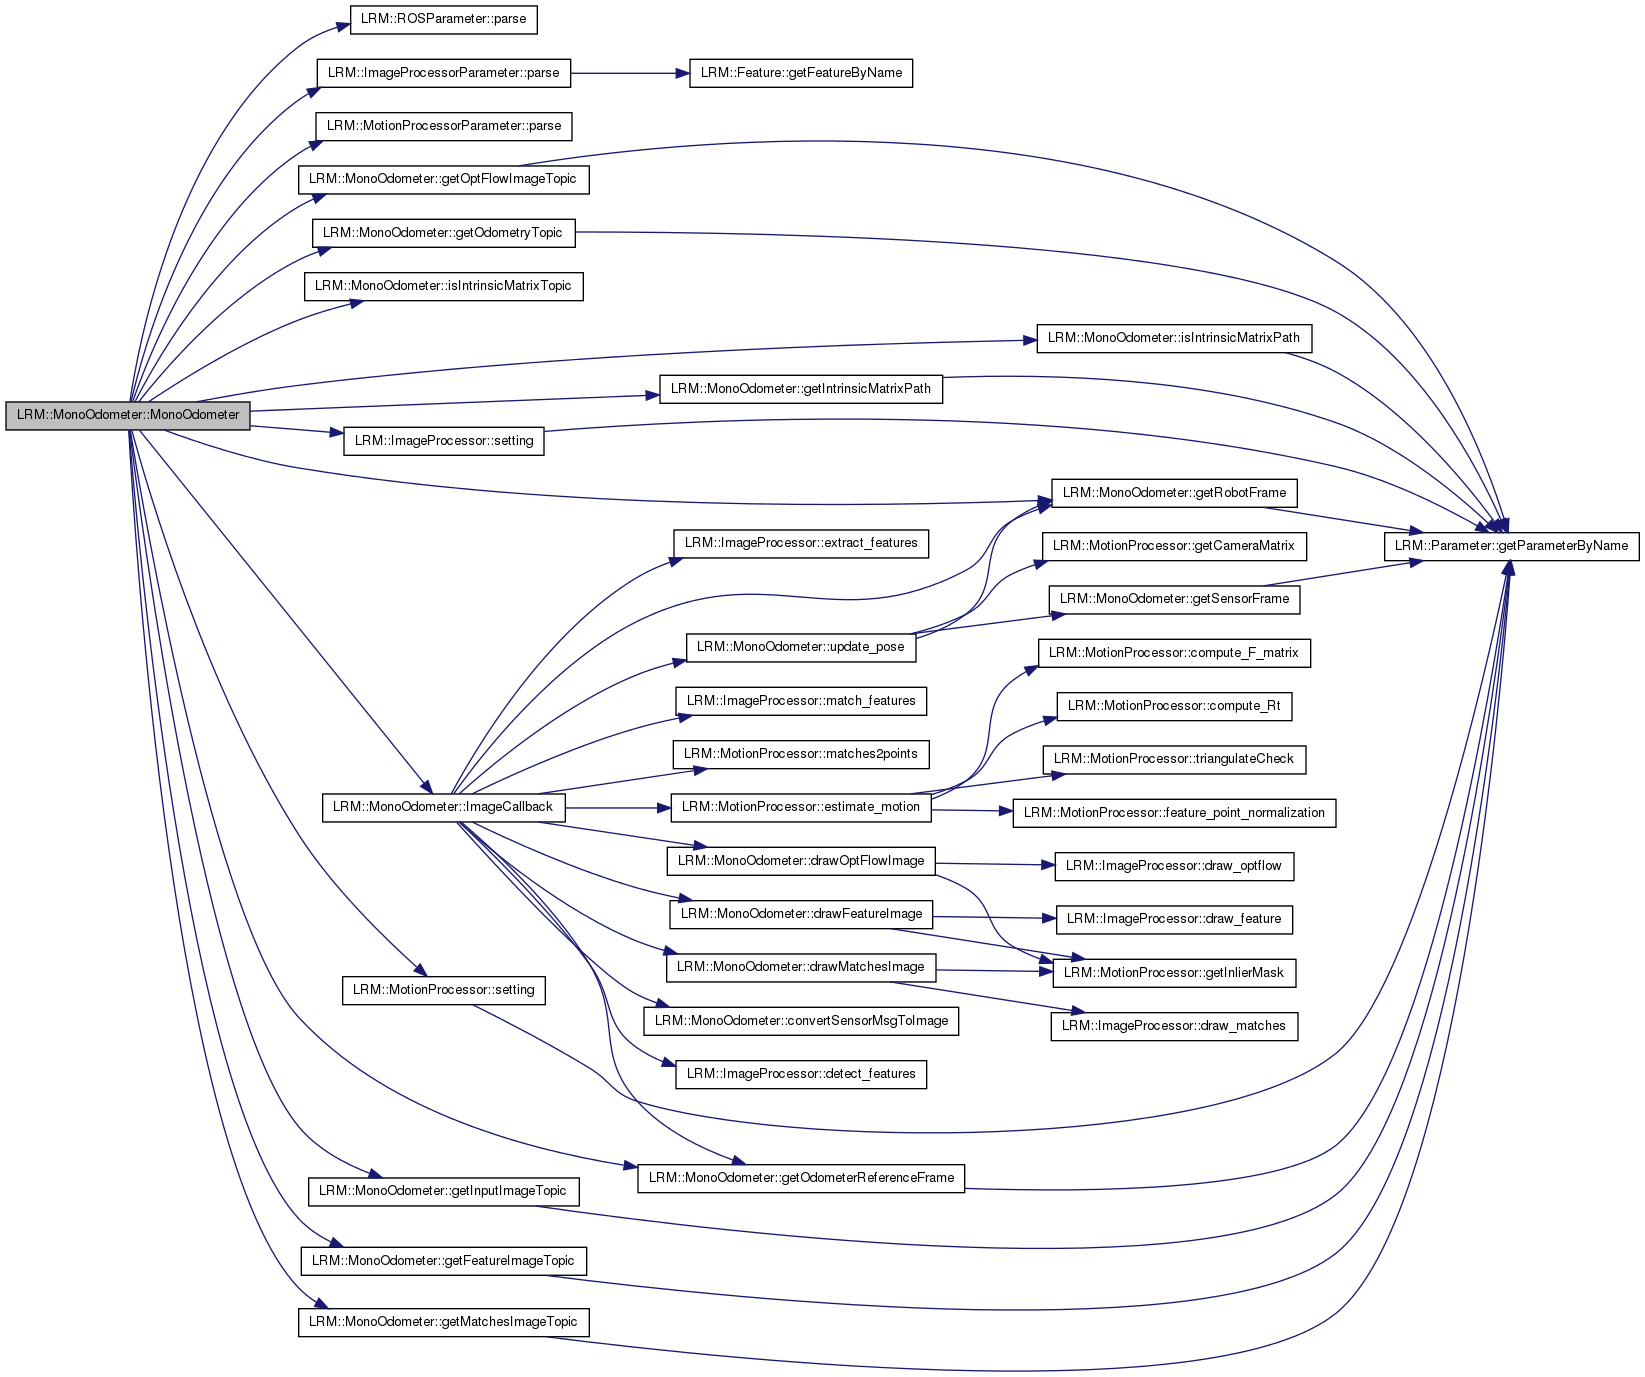 LRM::ROSParameter::parse
LRM::ImageProcessorParameter::parse
LRM::Feature::getFeatureByName
LRM::MotionProcessorParameter::parse
LRM::MonoOdometer::getOptFlowImageTopic
LRM::MonoOdometer::getOdometryTopic
LRM::MonoOdometer::isIntrinsicMatrixTopic
LRM::MonoOdometer::isIntrinsicMatrixPath
LRM::MonoOdometer::getIntrinsicMatrixPath
LRM::MonoOdometer::MonoOdometer
LRM::ImageProcessor::setting
LRM::MonoOdometer::getRobotFrame
LRM::ImageProcessor::extract_features
LRM::MotionProcessor::getCameraMatrix
LRM::Parameter::getParameterByName
LRM::MonoOdometer::getSensorFrame
LRM::MonoOdometer::update_pose
LRM::MotionProcessor::compute_F_matrix
LRM::ImageProcessor::match_features
LRM::MotionProcessor::compute_Rt
LRM::MotionProcessor::matches2points
LRM::MotionProcessor::triangulateCheck
LRM::MonoOdometer::ImageCallback
LRM::MotionProcessor::estimate_motion
LRM::MotionProcessor::feature_point_normalization
LRM::MonoOdometer::drawOptFlowImage
LRM::ImageProcessor::draw_optflow
LRM::MonoOdometer::drawFeatureImage
LRM::ImageProcessor::draw_feature
LRM::MonoOdometer::drawMatchesImage
LRM::MotionProcessor::getInlierMask
LRM::MotionProcessor::setting
LRM::MonoOdometer::convertSensorMsgToImage
LRM::ImageProcessor::draw_matches
LRM::ImageProcessor::detect_features
LRM::MonoOdometer::getOdometerReferenceFrame
LRM::MonoOdometer::getInputImageTopic
LRM::MonoOdometer::getFeatureImageTopic
LRM::MonoOdometer::getMatchesImageTopic